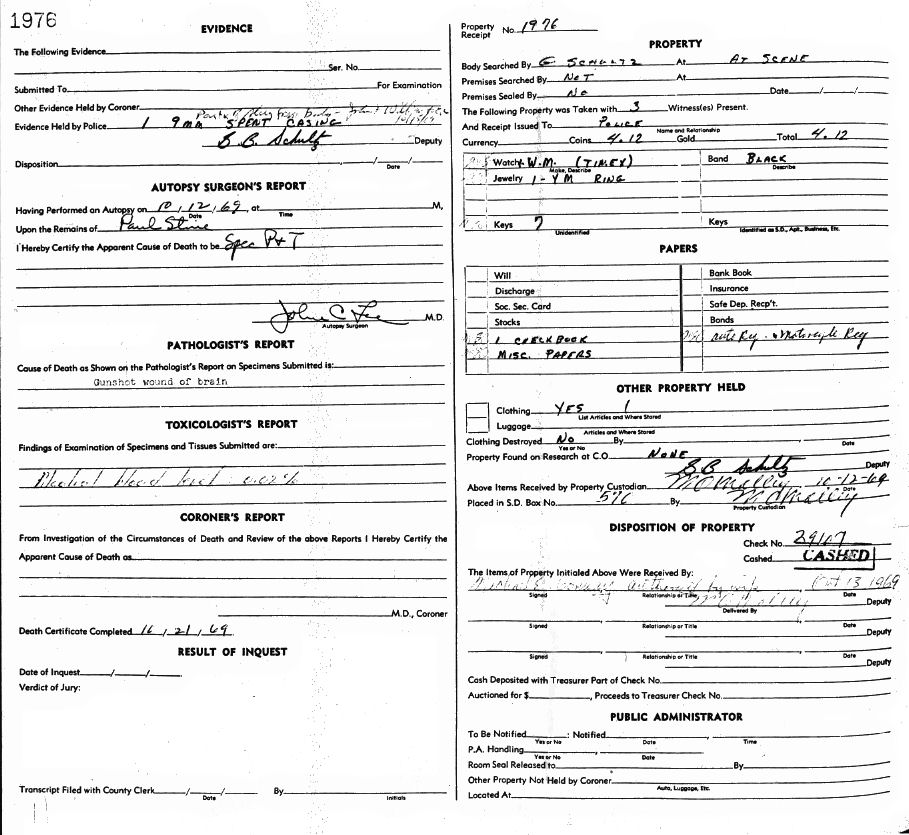 1976
EVIDENCE
The Following Evidence
Ser. No.
Submitted To For Examination
Other Evidence Held by Coroner
Evidence Held by Police 1 9mm SPENT CASING
S. B. Schultz Deputy
Disposition / /
Date
AUTOPSY SURGEON'S REPORT
Having Performed an Autopsy on 10, 12, 69, at M,
Date Time
Upon the Remains of Paul Stine
I Hereby Certify the Apparent Cause of Death to be Spec P+T
John C Lee M.D.
Autopsy Surgeon
PATHOLOGIST'S REPORT
Cause of Death as Shown on the Pathologist's Report on Specimens Submitted is:
Gunshot wound of brain
TOXICOLOGIST'S REPORT
Findings of Examination of Specimens and Tissues Submitted are:
Alcohol blood level 0.02%
CORONER'S REPORT
From Investigation of the Circumstances of Death and Review of the above Reports I Hereby Certify the
Apparent Cause of Death as
M.D., Coroner
Death Certificate Completed / 21 / 69
RESULT OF INQUEST
Date of Inquest / /
Verdict of Jury:
Transcript Filed with County Clerk / / By
Date Initials
Property
Receipt No. 1976
PROPERTY
Body Searched By G SCHULTZ At AT SCENE
Premises Searched By NOT At
Premises Sealed By NO Date / /
The Following Property was Taken with 3 Witness(es) Present.
And Receipt Issued To POLICE
Name and Relationship
Currency Coins 4.12 Gold Total 4.12
Watch W.M. (TIMEX) Band BLACK
Make, Describe Describe
Jewelry 1 - YM RING
Keys 7 Keys
Unidentified Identified as S.D., Apt., Business, Etc.
PAPERS
Will Bank Book
Discharge Insurance
Soc. Sec. Card Safe Dep. Recp't.
Stocks Bonds
1 CHECKBOOK auto Reg. & Motorcycle Reg
MISC. PAPERS
OTHER PROPERTY HELD
Clothing YES 1
List Articles and Where Stored
Luggage
Articles and Where Stored
Clothing Destroyed No By
Yes or No Date
Property Found on Research at C.O. NONE
S.B. Schultz Deputy
Above Items Received by Property Custodian McOmalley 10-12-69
Date
Placed in S.D. Box No. 576 By McOmalley
Property Custodian
DISPOSITION OF PROPERTY
Check No. 29107
Cashed CASHED
The Items of Property Initialed Above Were Received By:
authorized by wife Oct 13 1969
Signed Relationship or Title Date
Deputy
Delivered By
Signed Relationship or Title Date
Deputy
Signed Relationship or Title Date
Deputy
Cash Deposited with Treasurer Part of Check No.
Auctioned for $ , Proceeds to Treasurer Check No.
PUBLIC ADMINISTRATOR
To Be Notified : Notified ,
Yes or No Date Time
P.A. Handling ,
Yes or No Date
Room Seal Released to By
Other Property Not Held by Coroner
Auto, Luggage, Etc.
Located At